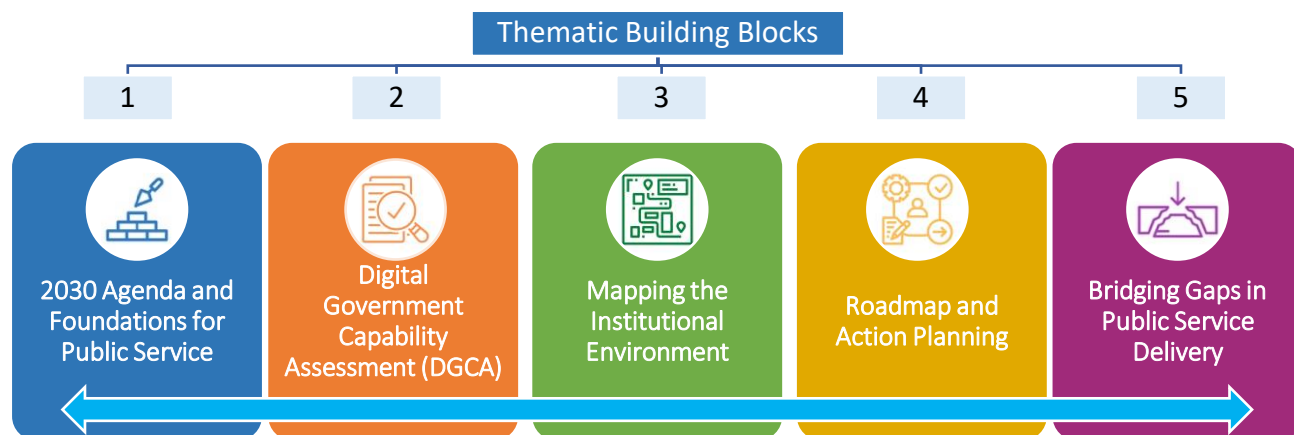 Thematic Building Blocks
1
2
3
4
5
2030 Agenda and
Foundations for
Public Service
Digital
Government
Capability
Assessment (DGCA)
Mapping the
Institutional
Environment
Roadmap and
Action Planning
Bridging Gaps in
Public Service
Delivery